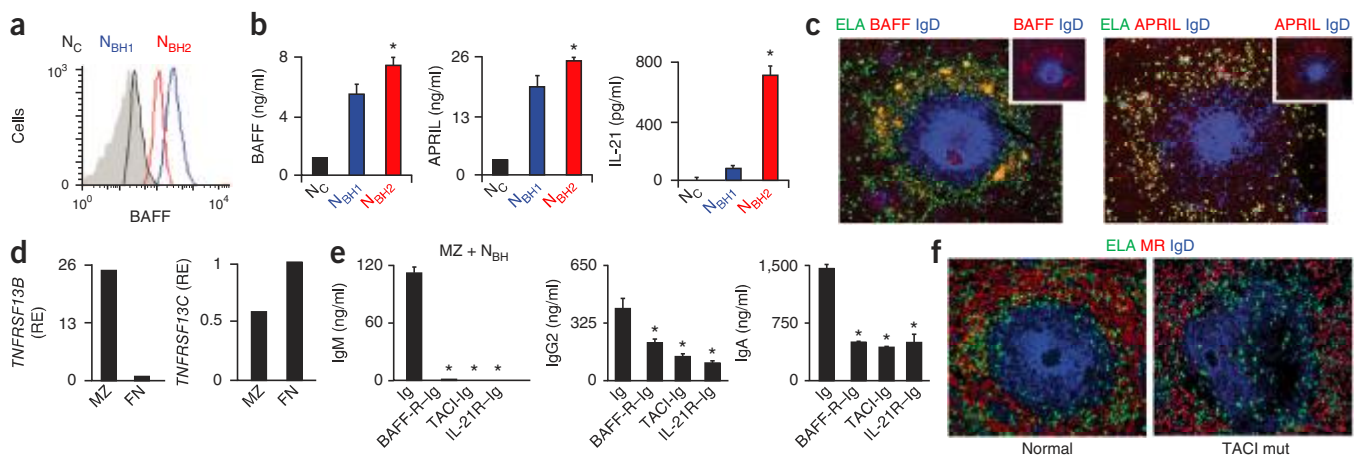 a
N_C N_BH1 N_BH2
10^3
Cells
0
10^0 10^2 10^4
BAFF
b
BAFF (ng/ml)
8
4
0
N_C N_BH1 N_BH2
*
APRIL (ng/ml)
26
13
0
N_C N_BH1 N_BH2
*
IL-21 (pg/ml)
800
400
0
N_C N_BH1 N_BH2
*
c
ELA BAFF IgD
BAFF IgD
ELA APRIL IgD
APRIL IgD
d
TNFRSF13B (RE)
26
13
0
MZ FN
TNFRSF13C (RE)
1
0.5
0
MZ FN
e
MZ + N_BH
IgM (ng/ml)
120
60
0
* * *
Ig
BAFF-R–Ig
TACI-Ig
IL-21R–Ig
IgG2 (ng/ml)
650
325
0
* * *
Ig
BAFF-R–Ig
TACI-Ig
IL-21R–Ig
IgA (ng/ml)
1,500
750
0
* * *
Ig
BAFF-R–Ig
TACI-Ig
IL-21R–Ig
f
ELA MR IgD
Normal
TACI mut